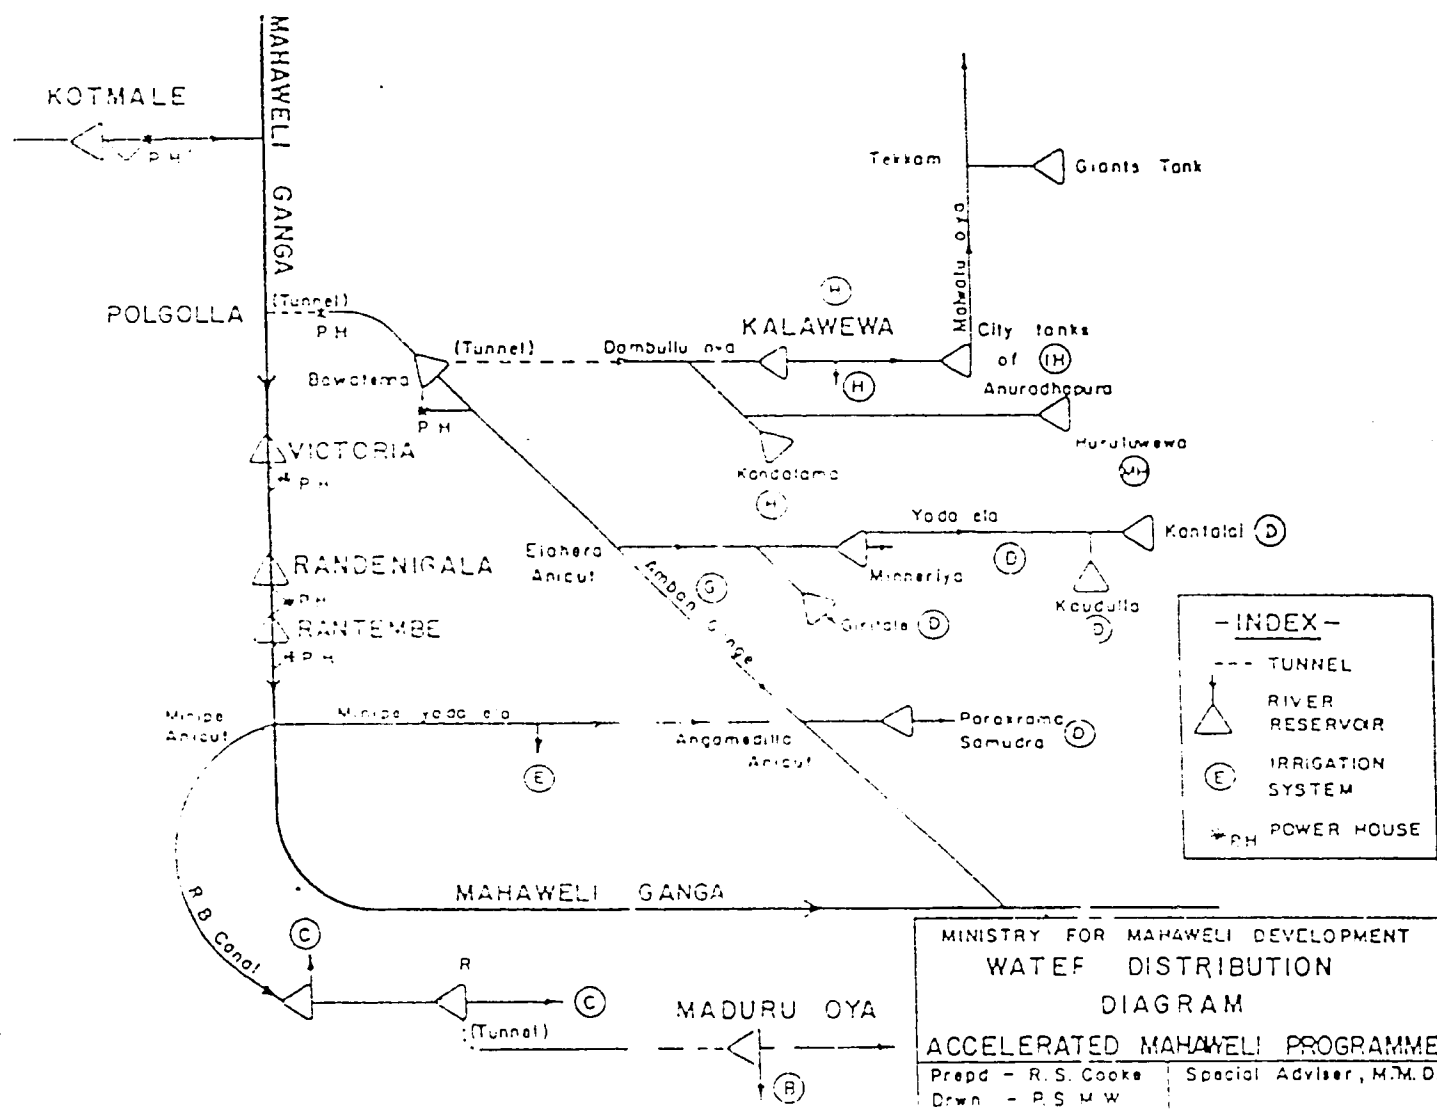 MAHAWELI GANGA
KOTMALE
P.H
Tekkam
Giants Tank
Malwatu Oya
(Tunnel)
POLGOLLA
P.H
KALAWEWA
H
City tanks
of IH
Anuradhapura
(Tunnel)
Dambullu oya
H
Bowatenna
P.H
Huruluwewa
MH
VICTORIA
P.H
Kandalama
H
Yoda ela
Kantalai D
D
Elahera
Anicut
Minneriya
RANDENIGALA
P.H
Amban Ganga
G
Giritale D
Kaudulla
D
RANTEMBE
P.H
-INDEX-
TUNNEL
RIVER
RESERVOIR
E IRRIGATION
SYSTEM
P.H POWER HOUSE
Minipe
Anicut
Minipe yoda ela
Angamedilla
Anicut
Parakrama
Samudra D
E
MAHAWELI GANGA
R B Canal
C
R
C
(Tunnel)
MADURU OYA
B
MINISTRY FOR MAHAWELI DEVELOPMENT
WATEF DISTRIBUTION
DIAGRAM
ACCELERATED MAHAWELI PROGRAMME
Prepd - R.S. Cooke
Special Adviser, M.M.D
Drwn - P.S M.W